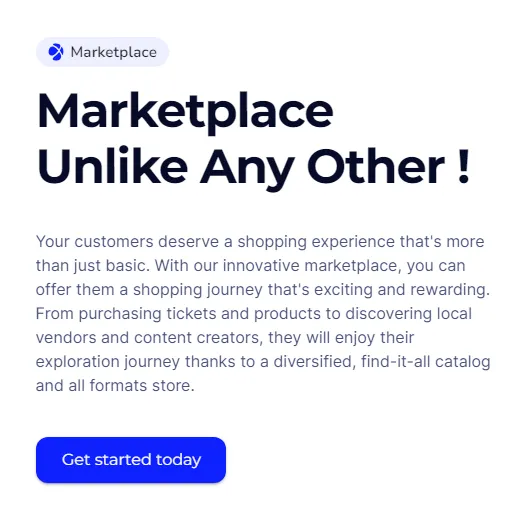 Marketplace
Marketplace
Unlike Any Other !
Your customers deserve a shopping experience that's more
than just basic. With our innovative marketplace, you can
offer them a shopping journey that's exciting and rewarding.
From purchasing tickets and products to discovering local
vendors and content creators, they will enjoy their
exploration journey thanks to a diversified, find-it-all catalog
and all formats store.
Get started today